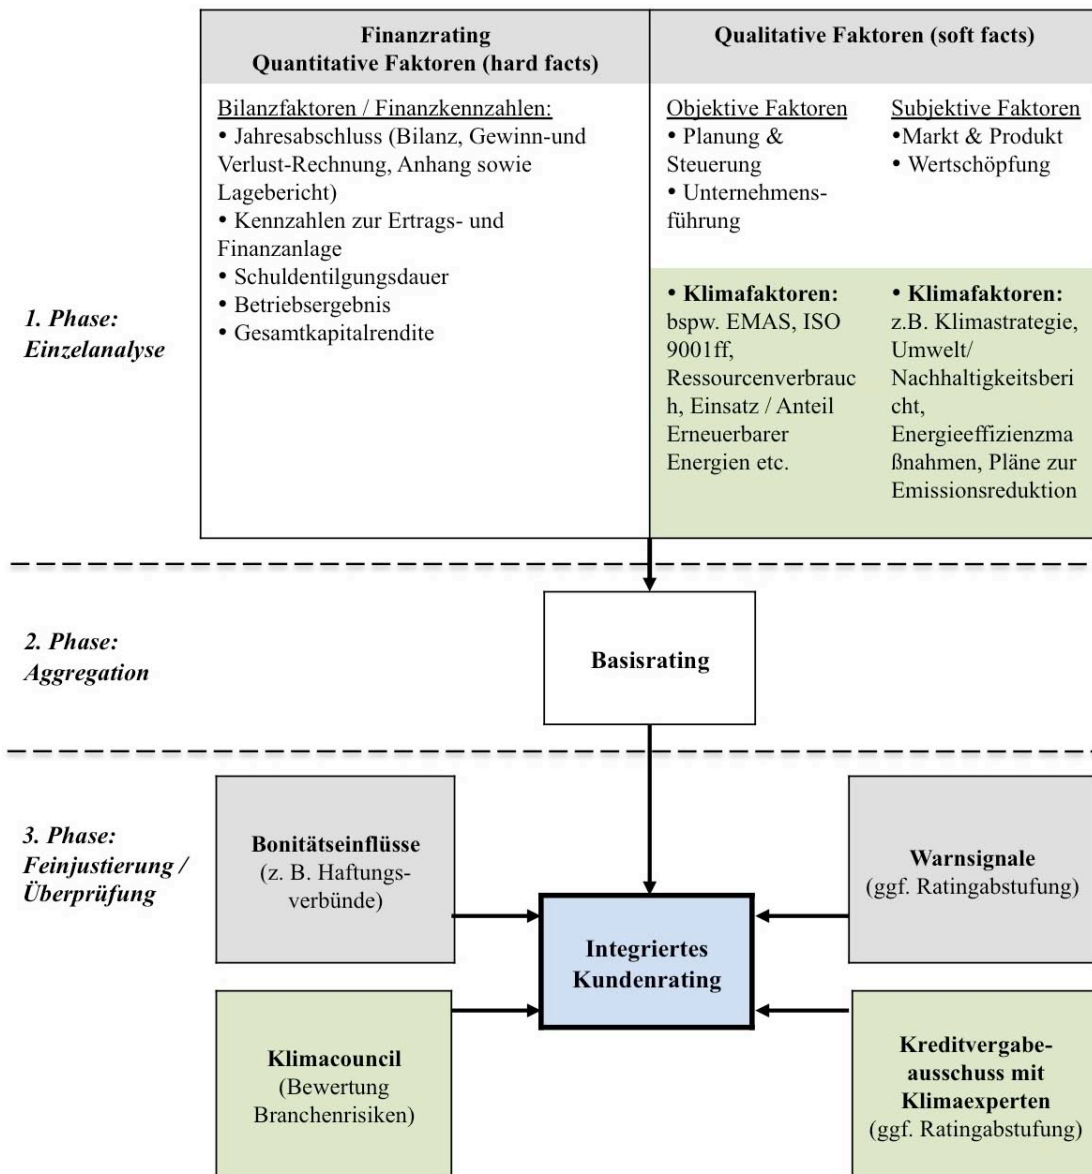 Finanzrating
Quantitative Faktoren (hard facts)
Qualitative Faktoren (soft facts)
Bilanzfaktoren / Finanzkennzahlen:
• Jahresabschluss (Bilanz, Gewinn-und
Verlust-Rechnung, Anhang sowie
Lagebericht)
• Kennzahlen zur Ertrags- und
Finanzanlage
• Schuldentilgungsdauer
• Betriebsergebnis
• Gesamtkapitalrendite
Objektive Faktoren
• Planung &
Steuerung
• Unternehmens-
führung
Subjektive Faktoren
•Markt & Produkt
• Wertschöpfung
1. Phase:
Einzelanalyse
• Klimafaktoren:
bspw. EMAS, ISO
9001ff,
Ressourcenverbrauc
h, Einsatz / Anteil
Erneuerbarer
Energien etc.
• Klimafaktoren:
z.B. Klimastrategie,
Umwelt/
Nachhaltigkeitsberi
cht,
Energieeffizienzma
ßnahmen, Pläne zur
Emissionsreduktion
2. Phase:
Aggregation
Basisrating
3. Phase:
Feinjustierung /
Überprüfung
Bonitätseinflüsse
(z. B. Haftungs-
verbünde)
Warnsignale
(ggf. Ratingabstufung)
Integriertes
Kundenrating
Klimacouncil
(Bewertung
Branchenrisiken)
Kreditvergabe-
ausschuss mit
Klimaexperten
(ggf. Ratingabstufung)